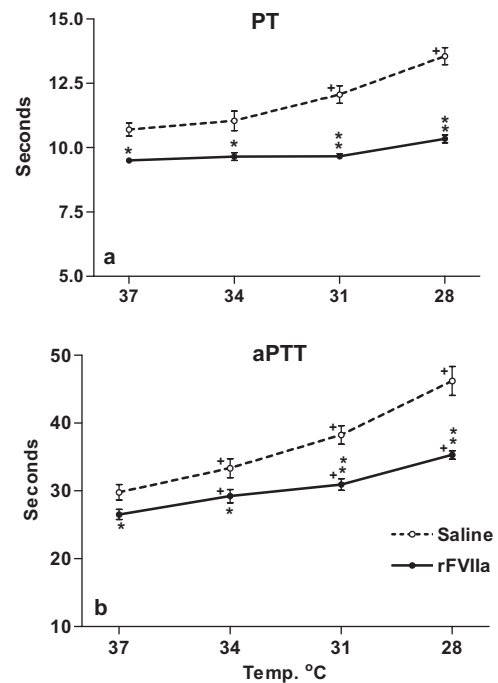 PT
15.0
12.5
10.0
7.5
5.0
Seconds
+
+
* * * *
* *
a
37 34 31 28
aPTT
50
40
30
20
10
Seconds
+
+
+
+ + +
* * * *
* *
Saline
rFVIIa
b
37 34 31 28
Temp. °C